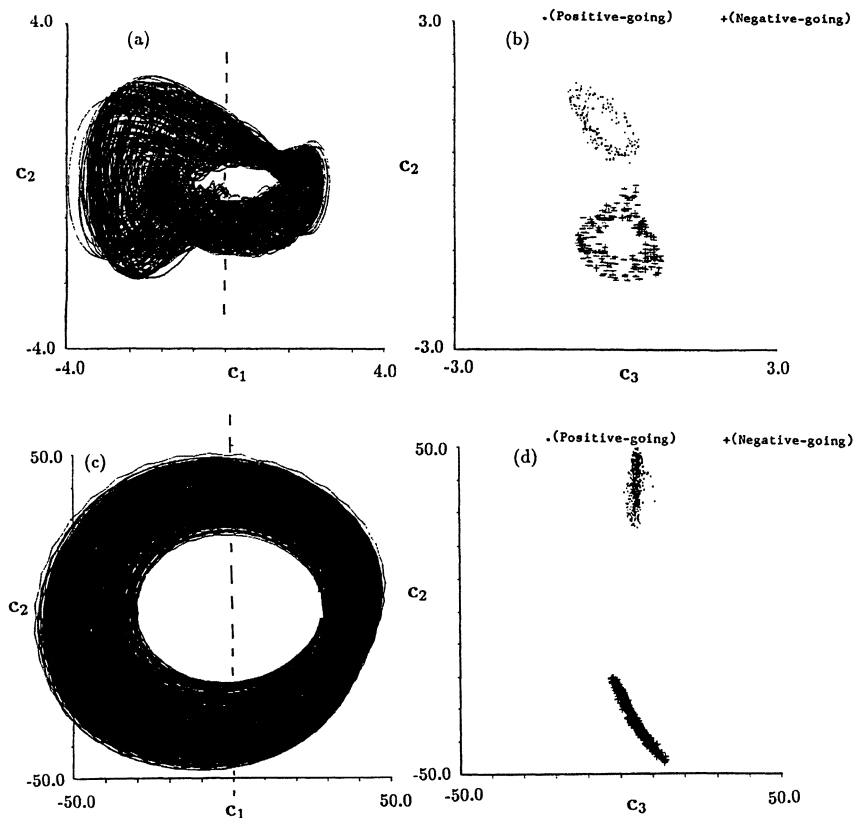 4.0
(a)
c2
-4.0
-4.0
c1
4.0
3.0
.(Positive-going)
+(Negative-going)
(b)
c2
-3.0
-3.0
c3
3.0
50.0
(c)
c2
-50.0
-50.0
c1
50.0
.(Positive-going)
+(Negative-going)
50.0
(d)
c2
-50.0
-50.0
c3
50.0